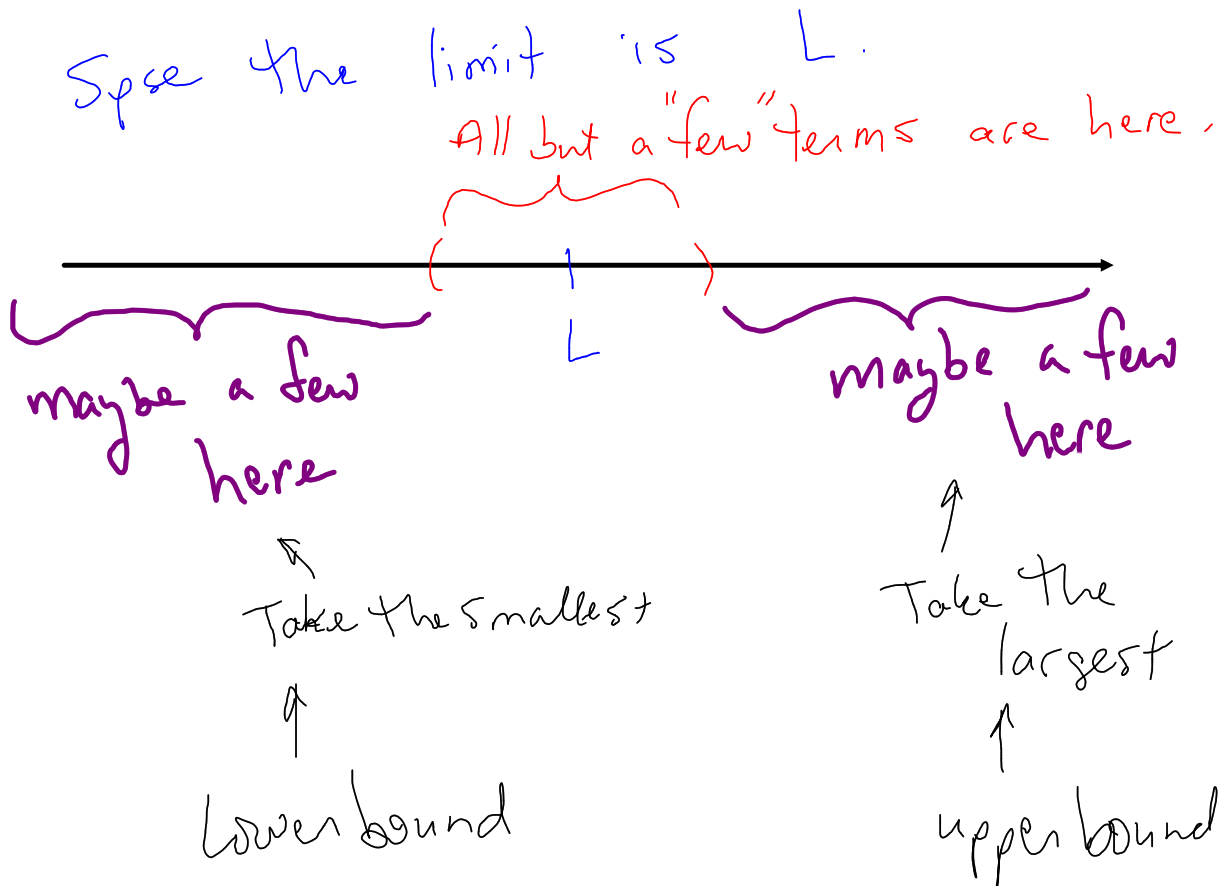 Spse the limit is L.
All but a "few" terms are here.
L
maybe a few
here
maybe a few
here
Take the smallest
Take the
largest
Lower bound
upper bound